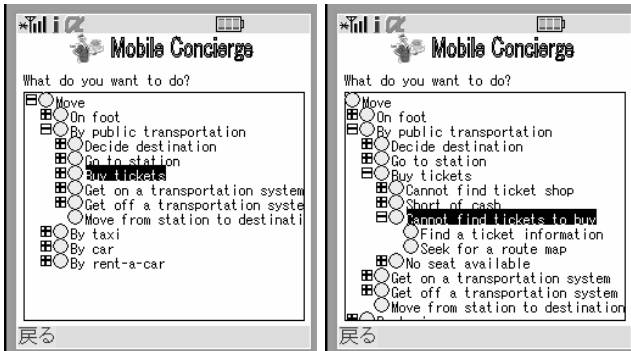 Mobile Concierge
What do you want to do?
Move
On foot
By public transportation
Decide destination
Go to station
Buy tickets
Get on a transportation system
Get off a transportation syste
Move from station to destinati
By taxi
By car
By rent-a-car
戻る
Mobile Concierge
What do you want to do?
Move
On foot
By public transportation
Decide destination
Go to station
Buy tickets
Cannot find ticket shop
Short of cash
Cannot find tickets to buy
Find a ticket information
Seek for a route map
No seat available
Get on a transportation system
Get off a transportation system
Move from station to destination
戻る